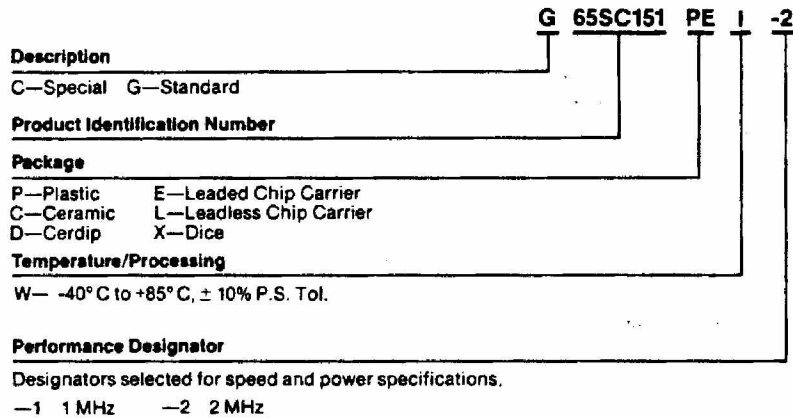 G 65SC151 PE I -2
Description
C—Special G—Standard
Product Identification Number
Package
P—Plastic E—Leaded Chip Carrier
C—Ceramic L—Leadless Chip Carrier
D—Cerdip X—Dice
Temperature/Processing
W— -40°C to +85°C, ± 10% P.S. Tol.
Performance Designator
Designators selected for speed and power specifications.
—1 1 MHz —2 2 MHz